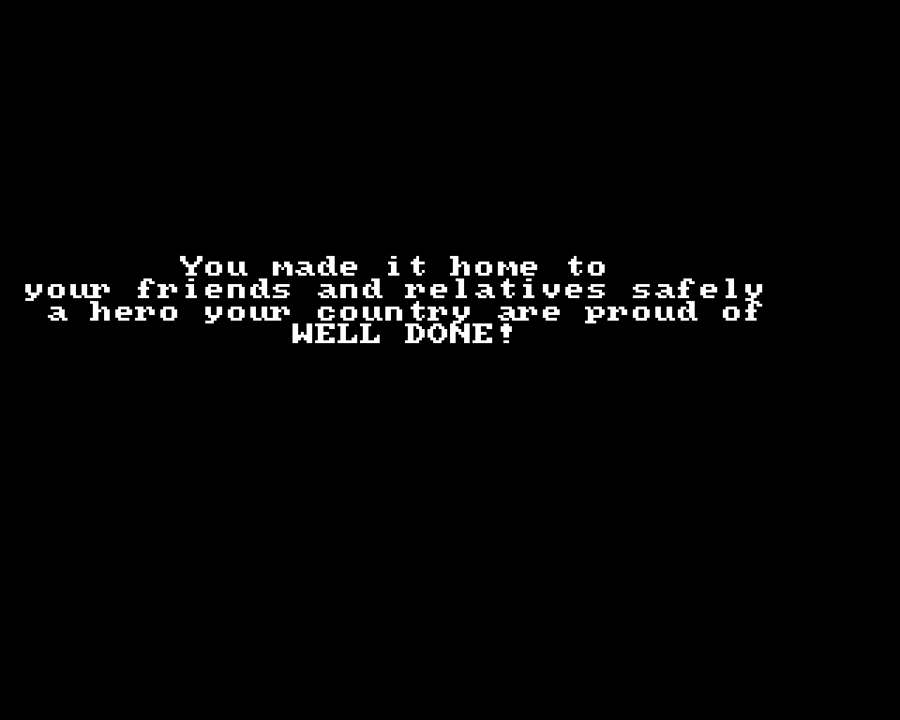 You made it home to
your friends and relatives safely
a hero your country are proud of
WELL DONE!